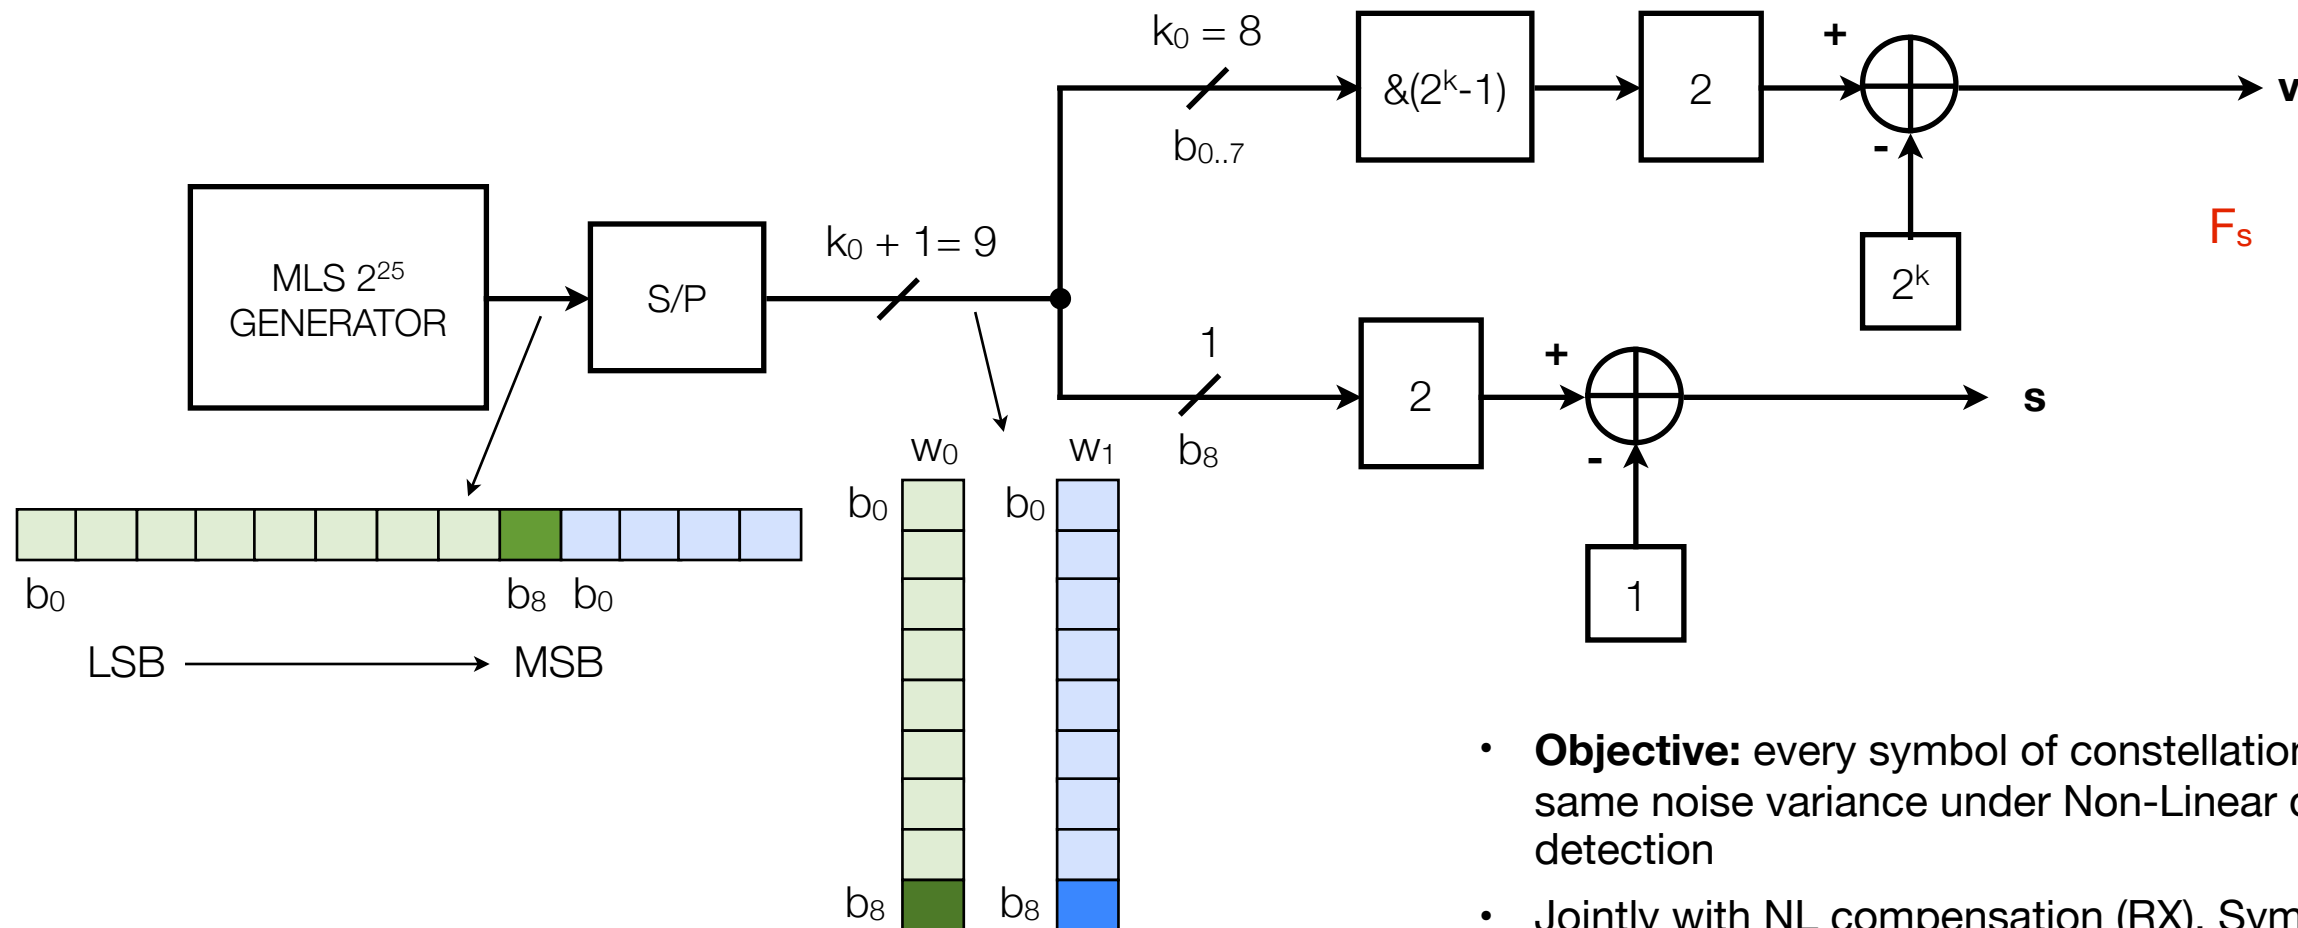 k₀ = 8
&(2ᵏ-1)
2
+
-
v
b₀..₇
2ᵏ
Fₛ
MLS 2²⁵
GENERATOR
S/P
k₀ + 1= 9
1
b₈
2
+
-
s
1
b₀
b₈
b₀
LSB
MSB
w₀
w₁
b₀
b₀
b₈
b₈
• Objective: every symbol of constellation
same noise variance under Non-Linear
detection
• Jointly with NL compensation (RX), Sym